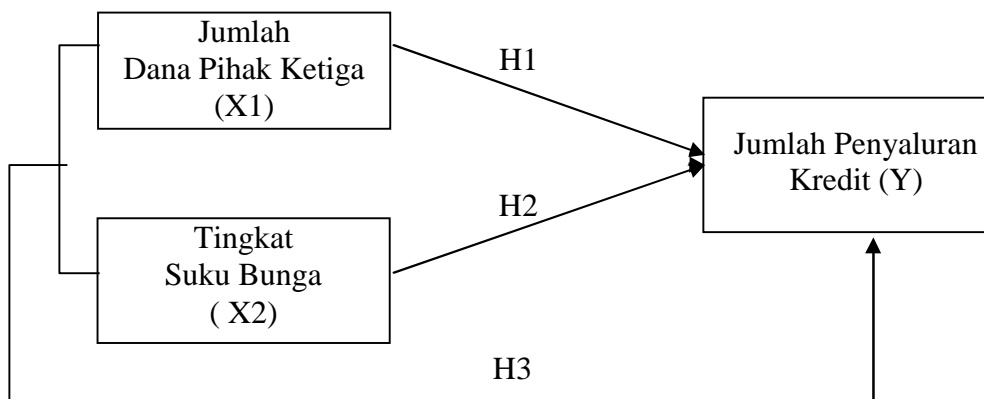 Jumlah
Dana Pihak Ketiga
(X1)
H1
Jumlah Penyaluran
Kredit (Y)
H2
Tingkat
Suku Bunga
( X2)
H3